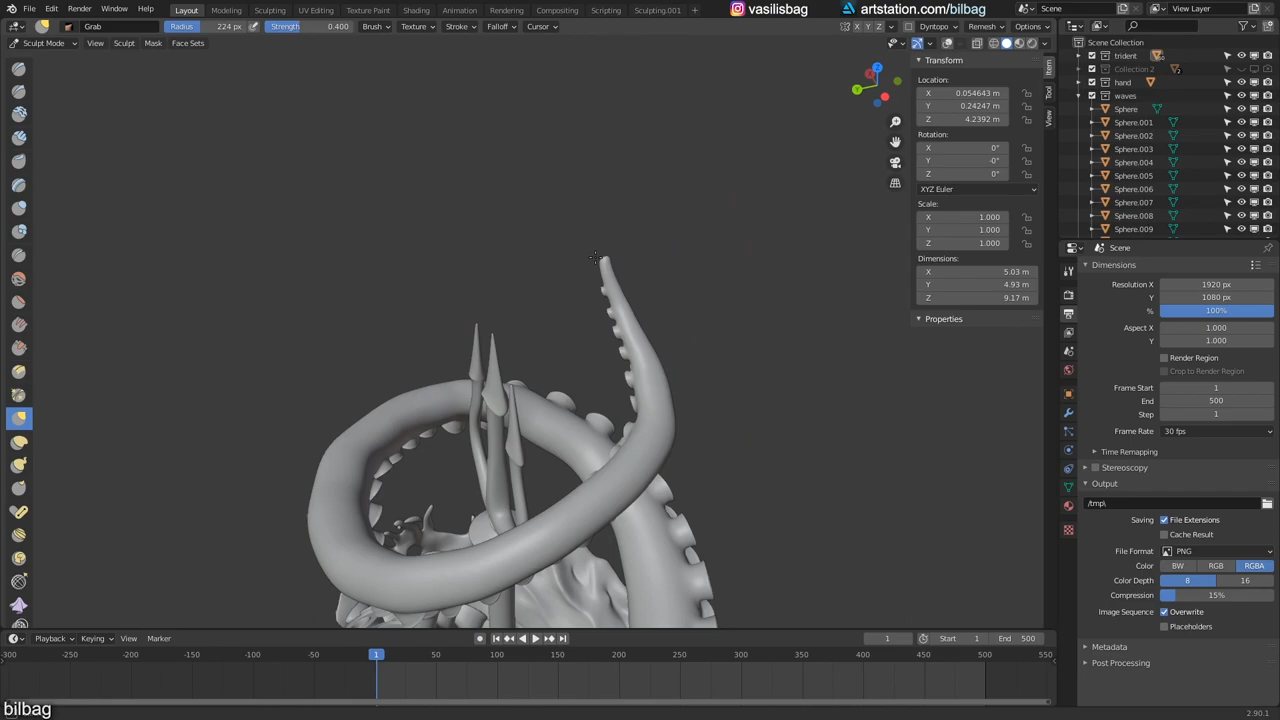 File Edit Render Window Help Layout Modeling Sculpting UV Editing Texture Paint Shading Animation Rendering Compositing Scripting Sculpting.001 + vasilisbag artstation.com/bilbag Scene View Layer
Grab Radius 224 px Strength 0.400 Brush Texture Stroke Falloff Cursor X Y Z Dyntopo Remesh Options
Sculpt Mode View Sculpt Mask Face Sets
Scene Collection
trident
Collection 2
hand
waves
Sphere
Sphere.001
Sphere.002
Sphere.003
Sphere.004
Sphere.005
Sphere.006
Sphere.007
Sphere.008
Sphere.009
Z
Y
Transform
Location:
X 0.054643 m
Y 0.24247 m
Z 4.2392 m
Rotation:
X 0°
Y -0°
Z 0°
XYZ Euler
Scale:
X 1.000
Y 1.000
Z 1.000
Dimensions:
X 5.03 m
Y 4.93 m
Z 9.17 m
Properties
Item
Tool
View
Scene
Dimensions
Resolution X 1920 px
Y 1080 px
% 100%
Aspect X 1.000
Y 1.000
Render Region
Crop to Render Region
Frame Start 1
End 500
Step 1
Frame Rate 30 fps
Time Remapping
Stereoscopy
Output
/tmp\
Saving File Extensions
Cache Result
File Format PNG
Color BW RGB RGBA
Color Depth 8 16
Compression 15%
Image Sequence Overwrite
Placeholders
Metadata
Post Processing
Playback Keying View Marker 1 Start 1 End 500
-300 -250 -200 -150 -100 -50 1 50 100 150 200 250 300 350 400 450 500 550
bilbag
2.90.1